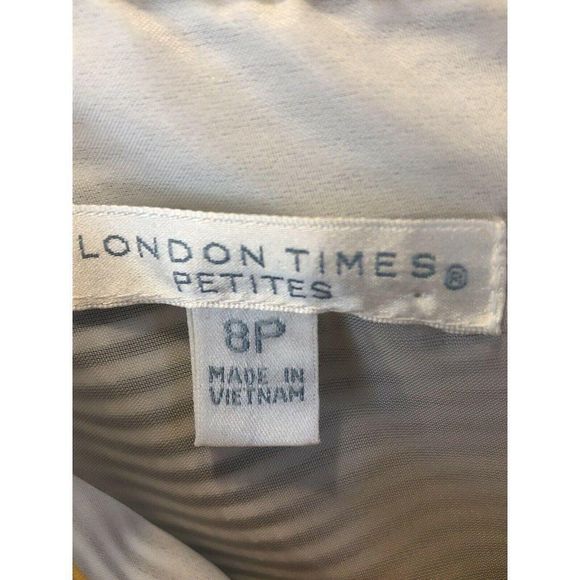 LONDON TIMES®
PETITES
8P
MADE IN
VIETNAM